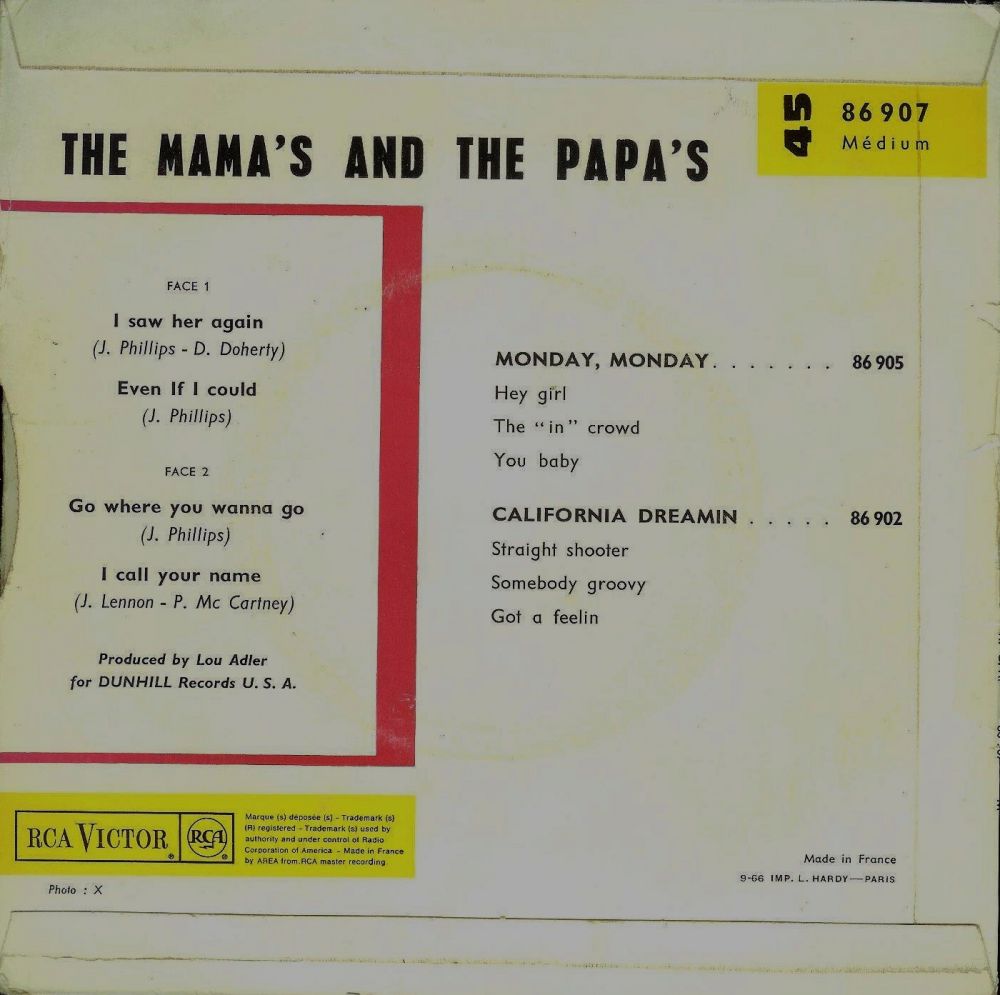 45
86 907
Médium
THE MAMA'S AND THE PAPA'S
FACE 1
I saw her again
(J. Phillips - D. Doherty)
Even If I could
(J. Phillips)
FACE 2
Go where you wanna go
(J. Phillips)
I call your name
(J. Lennon - P. Mc Cartney)
Produced by Lou Adler
for DUNHILL Records U. S. A.
MONDAY, MONDAY. . . . . . . 86 905
Hey girl
The "in" crowd
You baby
CALIFORNIA DREAMIN . . . . . 86 902
Straight shooter
Somebody groovy
Got a feelin
RCA VICTOR
RCA
Marque (s) déposée (s) - Trademark (s)
(R) registered - Trademark (s) used by
authority and under control of Radio
Corporation of America - Made in France
by AREA from RCA master recording.
Photo : X
Made in France
9-66 IMP. L. HARDY—PARIS